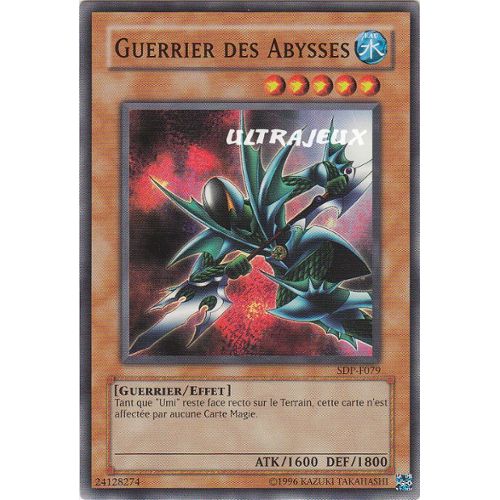 GUERRIER DES ABYSSES
EAU
水
ULTRAJEUX
SDP-F079
[GUERRIER/EFFET]
Tant que "Umi" reste face recto sur le Terrain, cette carte n'est
affectée par aucune Carte Magie.
ATK/1600 DEF/1800
24128274
©1996 KAZUKI TAKAHASHI